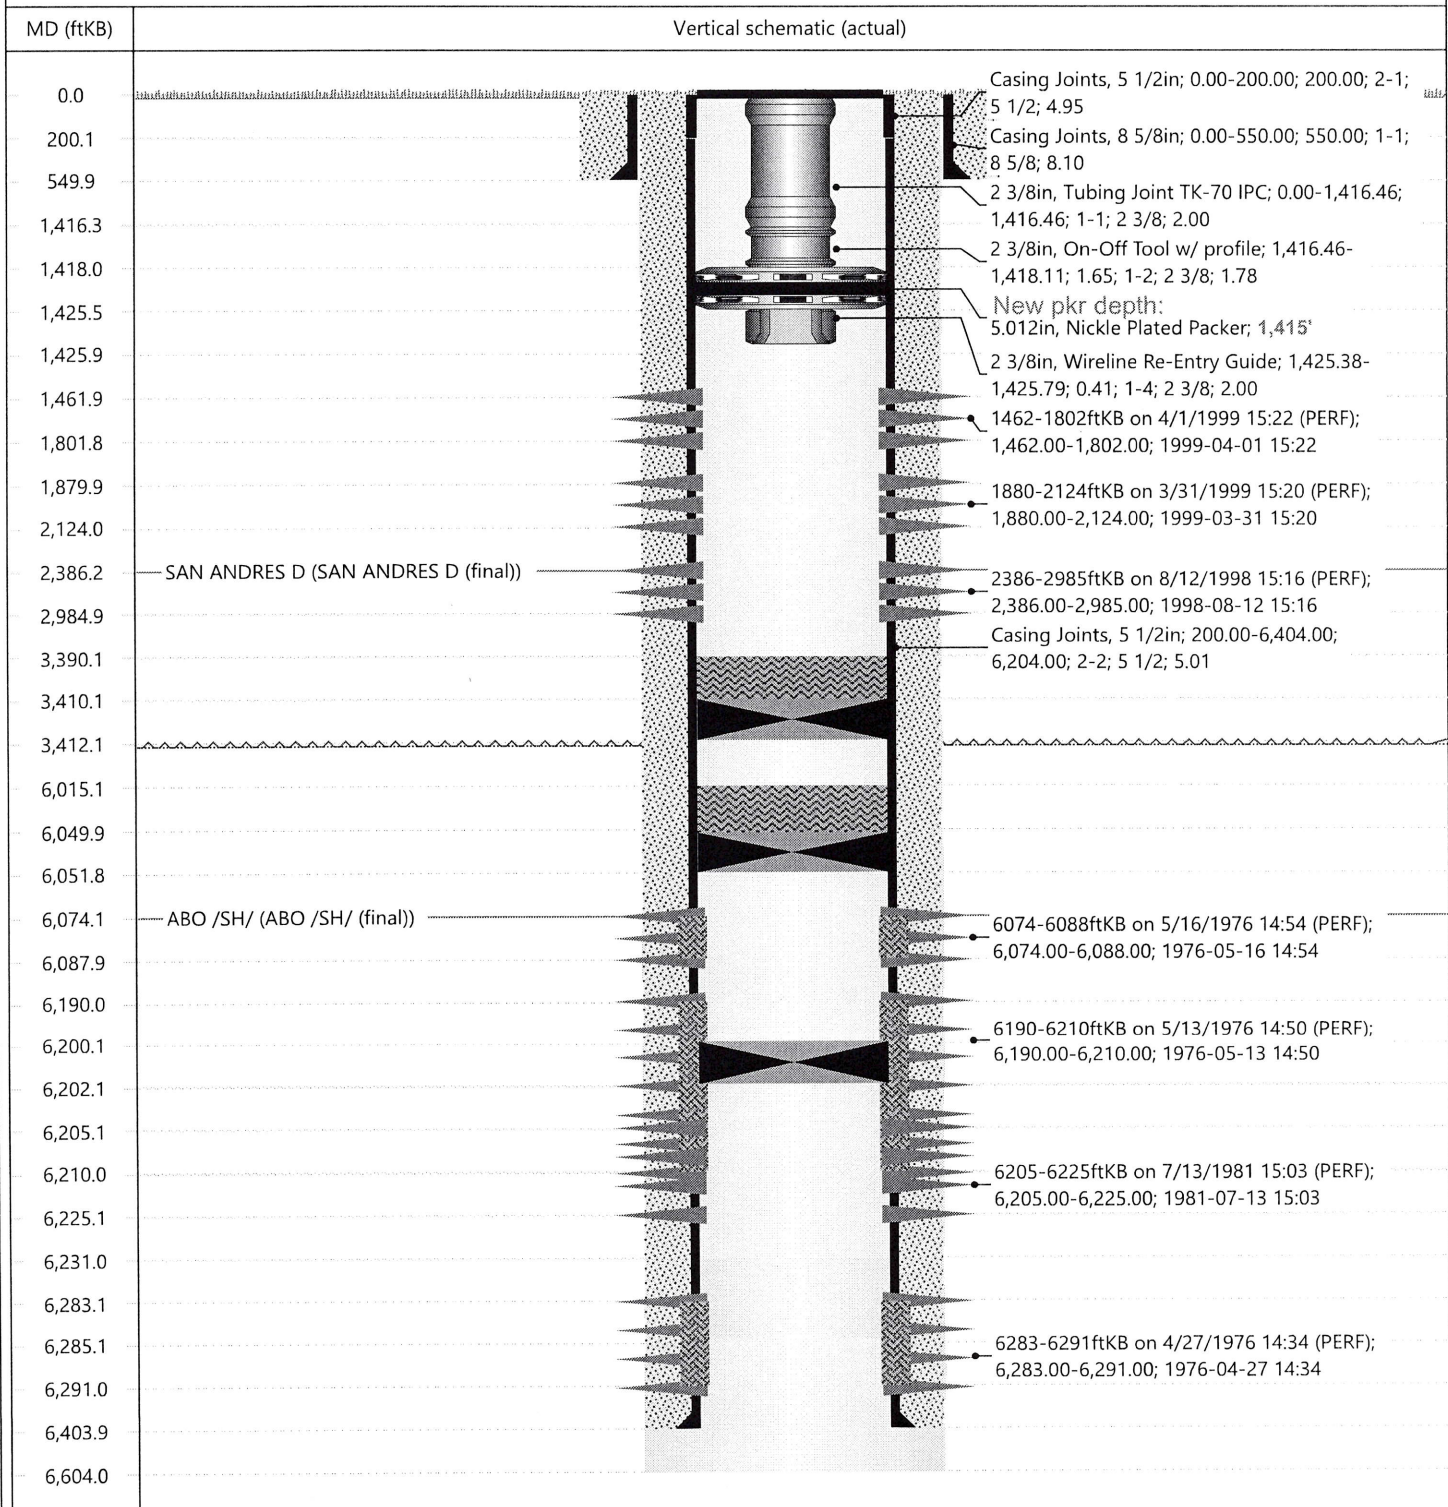 MD (ftKB)
Vertical schematic (actual)
0.0
200.1
549.9
1,416.3
1,418.0
1,425.5
1,425.9
1,461.9
1,801.8
1,879.9
2,124.0
2,386.2
2,984.9
3,390.1
3,410.1
3,412.1
6,015.1
6,049.9
6,051.8
6,074.1
6,087.9
6,190.0
6,200.1
6,202.1
6,205.1
6,210.0
6,225.1
6,231.0
6,283.1
6,285.1
6,291.0
6,403.9
6,604.0
SAN ANDRES D (SAN ANDRES D (final))
ABO /SH/ (ABO /SH/ (final))
Casing Joints, 5 1/2in; 0.00-200.00; 200.00; 2-1;
5 1/2; 4.95
Casing Joints, 8 5/8in; 0.00-550.00; 550.00; 1-1;
8 5/8; 8.10
2 3/8in, Tubing Joint TK-70 IPC; 0.00-1,416.46;
1,416.46; 1-1; 2 3/8; 2.00
2 3/8in, On-Off Tool w/ profile; 1,416.46-
1,418.11; 1.65; 1-2; 2 3/8; 1.78
New pkr depth:
5.012in, Nickle Plated Packer; 1,415'
2 3/8in, Wireline Re-Entry Guide; 1,425.38-
1,425.79; 0.41; 1-4; 2 3/8; 2.00
1462-1802ftKB on 4/1/1999 15:22 (PERF);
1,462.00-1,802.00; 1999-04-01 15:22
1880-2124ftKB on 3/31/1999 15:20 (PERF);
1,880.00-2,124.00; 1999-03-31 15:20
2386-2985ftKB on 8/12/1998 15:16 (PERF);
2,386.00-2,985.00; 1998-08-12 15:16
Casing Joints, 5 1/2in; 200.00-6,404.00;
6,204.00; 2-2; 5 1/2; 5.01
6074-6088ftKB on 5/16/1976 14:54 (PERF);
6,074.00-6,088.00; 1976-05-16 14:54
6190-6210ftKB on 5/13/1976 14:50 (PERF);
6,190.00-6,210.00; 1976-05-13 14:50
6205-6225ftKB on 7/13/1981 15:03 (PERF);
6,205.00-6,225.00; 1981-07-13 15:03
6283-6291ftKB on 4/27/1976 14:34 (PERF);
6,283.00-6,291.00; 1976-04-27 14:34